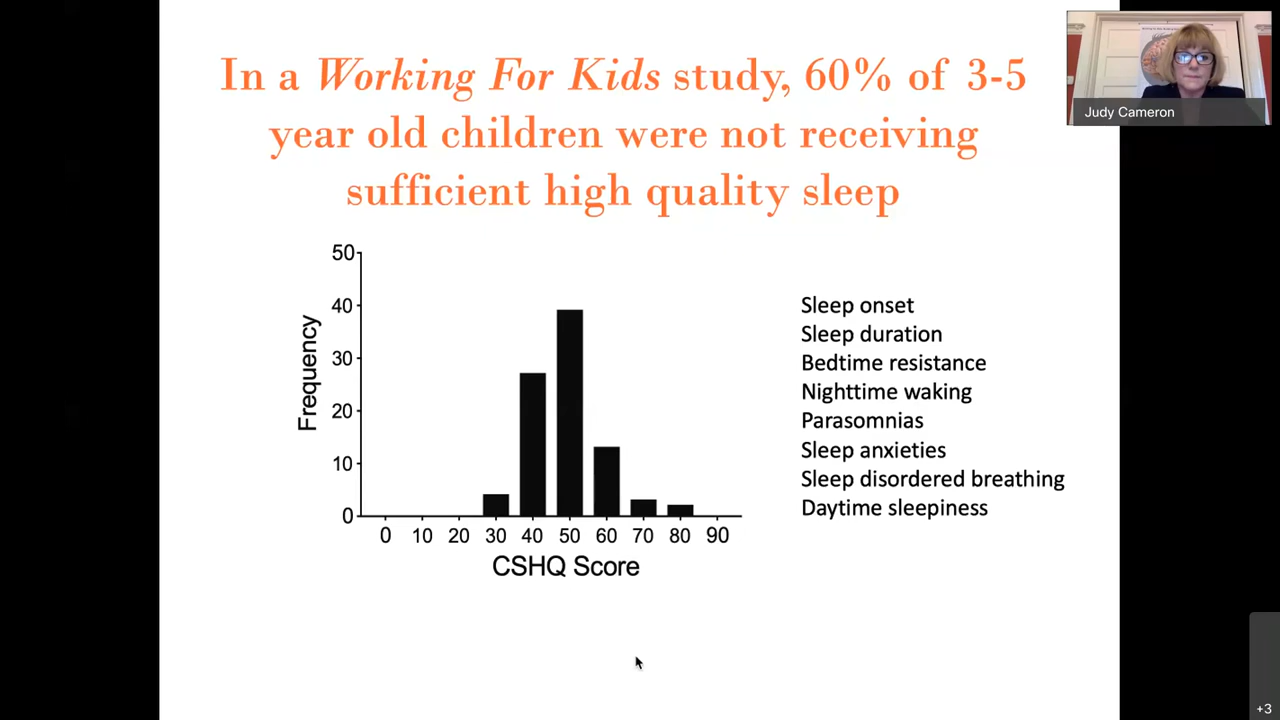 In a Working For Kids study, 60% of 3-5
year old children were not receiving
sufficient high quality sleep
Judy Cameron
50
40
30
20
10
0
Frequency
0 10 20 30 40 50 60 70 80 90
CSHQ Score
Sleep onset
Sleep duration
Bedtime resistance
Nighttime waking
Parasomnias
Sleep anxieties
Sleep disordered breathing
Daytime sleepiness
+3